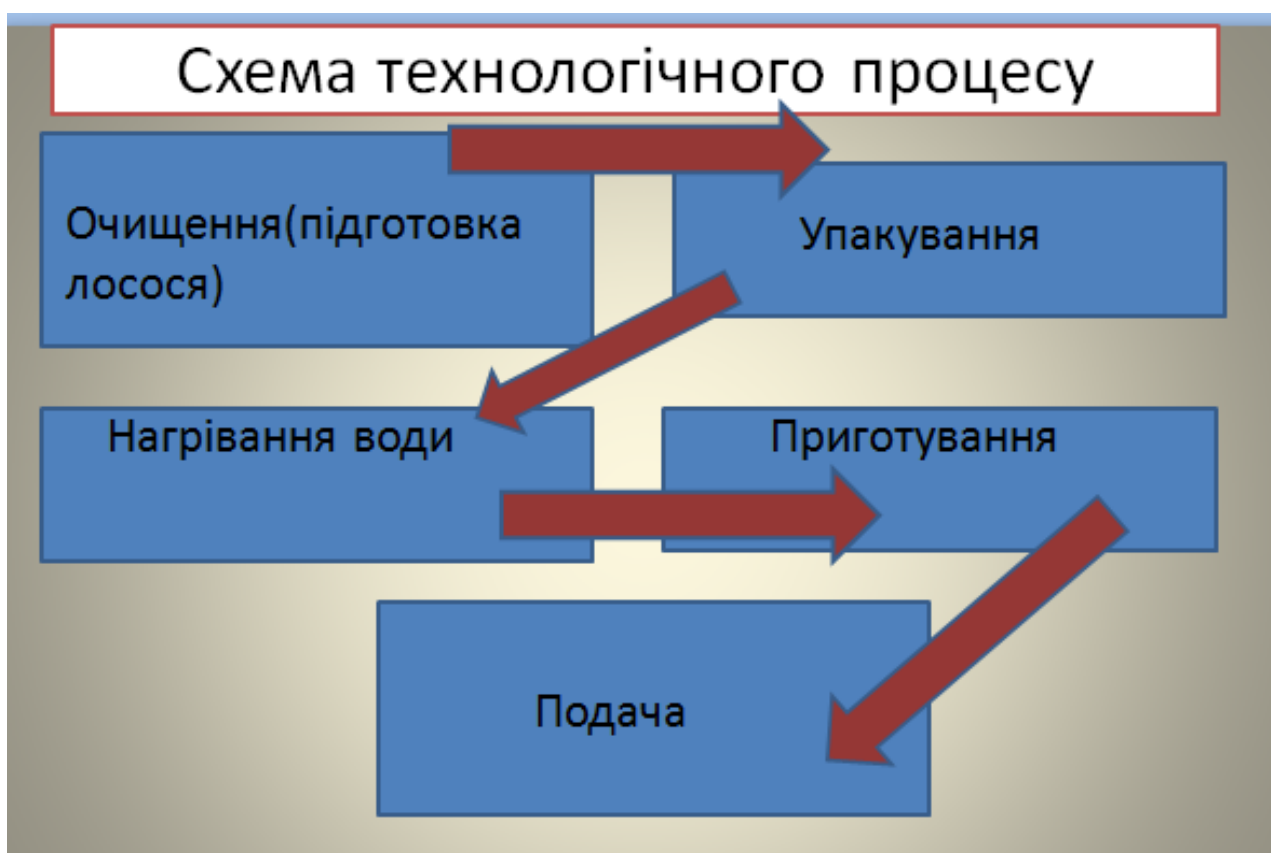 Схема технологічного процесу
Очищення(підготовка
лосося)
Упакування
Нагрівання води
Приготування
Подача